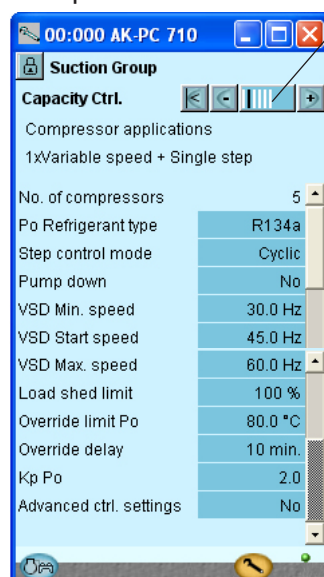 00:000 AK-PC 710
Suction Group
Capacity Ctrl.
Compressor applications
1xVariable speed + Single step
No. of compressors 5
Po Refrigerant type R134a
Step control mode Cyclic
Pump down No
VSD Min. speed 30.0 Hz
VSD Start speed 45.0 Hz
VSD Max. speed 60.0 Hz
Load shed limit 100 %
Override limit Po 80.0 °C
Override delay 10 min.
Kp Po 2.0
Advanced ctrl. settings No